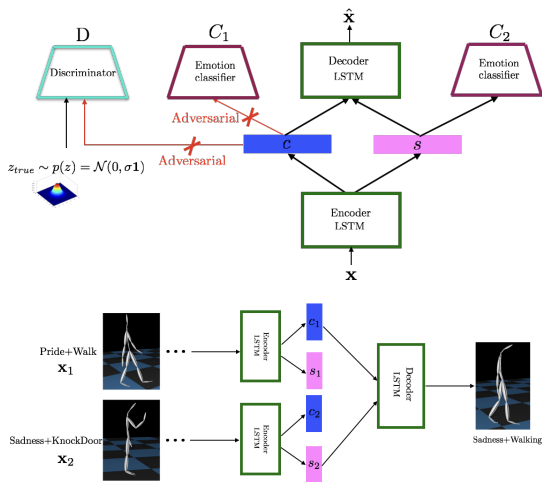 x̂
D
C₁
C₂
Discriminator
Emotion
classifier
Decoder
LSTM
Emotion
classifier
Adversarial
Adversarial
c
s
z_true ∼ p(z) = 𝒩(0, σ1)
Encoder
LSTM
x
Pride+Walk
x₁
Encoder
LSTM
c₁
s₁
Decoder
LSTM
Sadness+KnockDoor
x₂
Encoder
LSTM
c₂
s₂
Sadness+Walking